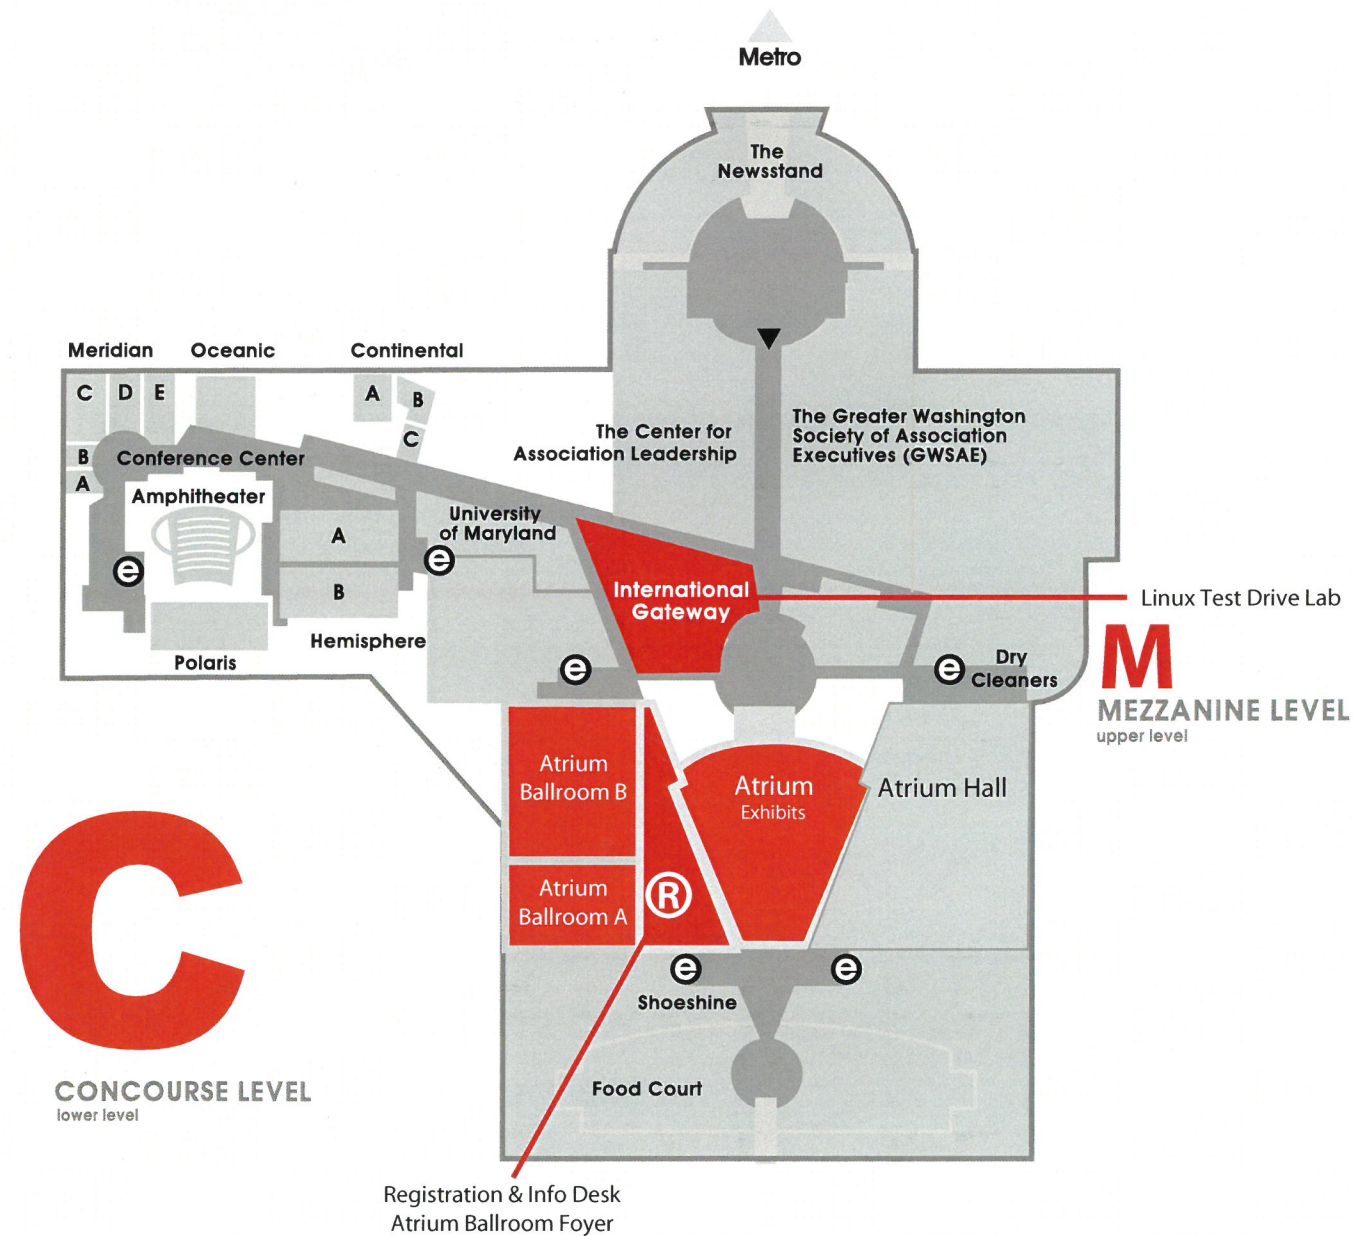 Metro
The
Newsstand
Meridian
Oceanic
Continental
C
D
E
A
B
C
B
A
Conference Center
Amphitheater
The Center for
Association Leadership
The Greater Washington
Society of Association
Executives (GWSAE)
University
of Maryland
A
B
e
e
Hemisphere
Polaris
International
Gateway
Linux Test Drive Lab
M
MEZZANINE LEVEL
upper level
e
e
Dry
Cleaners
Atrium
Ballroom B
Atrium
Exhibits
Atrium Hall
Atrium
Ballroom A
R
C
CONCOURSE LEVEL
lower level
e
e
Shoeshine
Food Court
Registration & Info Desk
Atrium Ballroom Foyer